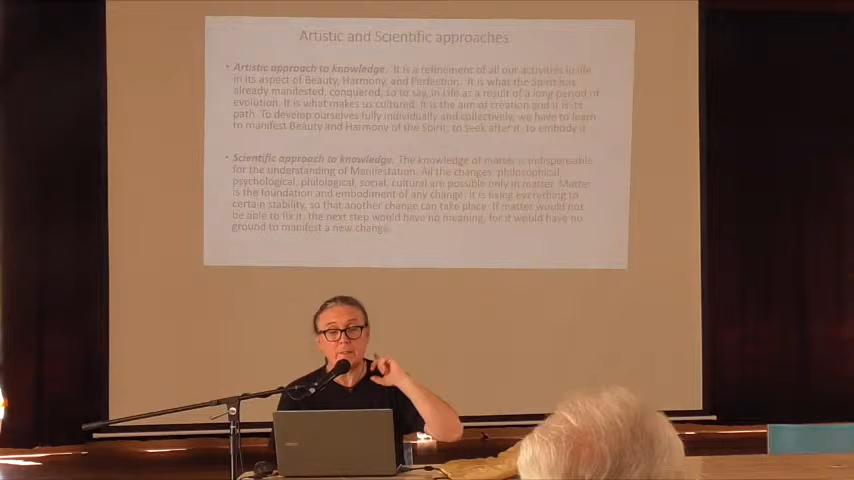 Artistic and Scientific approaches
• Artistic approach to knowledge. It is a refinement of all our activities in life
in its aspect of Beauty, Harmony, and Perfection. It is what the Spirit has
already manifested, conquered, so to say, in Life as a result of a long period of
evolution. It is what makes us cultured. It is the aim of creation and it is its
path. To develop ourselves fully individually and collectively, we have to learn
to manifest Beauty and Harmony of the Spirit, to seek after it, to embody it.
• Scientific approach to knowledge. The knowledge of matter is indispensable
for the understanding of Manifestation. All the changes, philosophical,
psychological, philological, social, cultural are possible only in matter. Matter
is the foundation and embodiment of any change. It is fixing everything to
certain stability, so that another change can take place. If matter would not
be able to fix it, the next step would have no meaning, for it would have no
ground to manifest a new change.